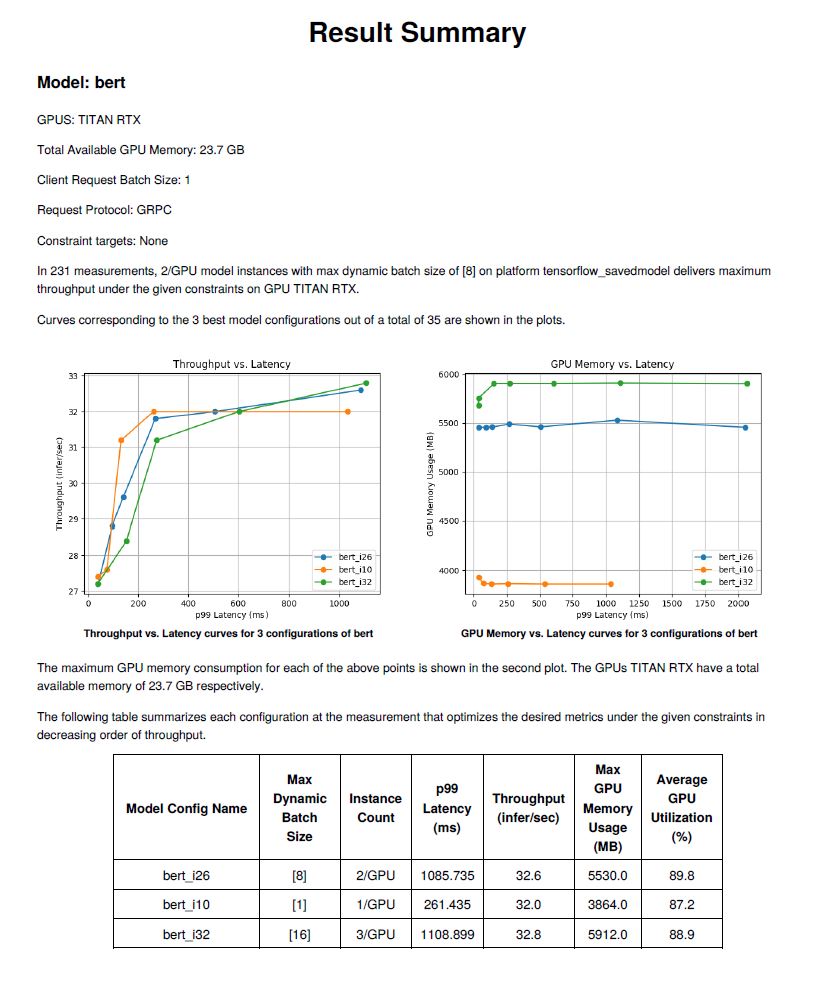 Result Summary
Model: bert
GPUS: TITAN RTX
Total Available GPU Memory: 23.7 GB
Client Request Batch Size: 1
Request Protocol: GRPC
Constraint targets: None
In 231 measurements, 2/GPU model instances with max dynamic batch size of [8] on platform tensorflow_savedmodel delivers maximum
throughput under the given constraints on GPU TITAN RTX.
Curves corresponding to the 3 best model configurations out of a total of 35 are shown in the plots.
Throughput vs. Latency
33
32
31
30
29
28
27
Throughput (infer/sec)
0 200 400 600 800 1000
p99 Latency (ms)
bert_i26
bert_i10
bert_i32
Throughput vs. Latency curves for 3 configurations of bert
GPU Memory vs. Latency
6000
5500
5000
4500
4000
GPU Memory Usage (MB)
0 250 500 750 1000 1250 1500 1750 2000
p99 Latency (ms)
bert_i26
bert_i10
bert_i32
GPU Memory vs. Latency curves for 3 configurations of bert
The maximum GPU memory consumption for each of the above points is shown in the second plot. The GPUs TITAN RTX have a total
available memory of 23.7 GB respectively.
The following table summarizes each configuration at the measurement that optimizes the desired metrics under the given constraints in
decreasing order of throughput.
Model Config Name
Max
Dynamic
Batch
Size
Instance
Count
p99
Latency
(ms)
Throughput
(infer/sec)
Max
GPU
Memory
Usage
(MB)
Average
GPU
Utilization
(%)
bert_i26 [8] 2/GPU 1085.735 32.6 5530.0 89.8
bert_i10 [1] 1/GPU 261.435 32.0 3864.0 87.2
bert_i32 [16] 3/GPU 1108.899 32.8 5912.0 88.9